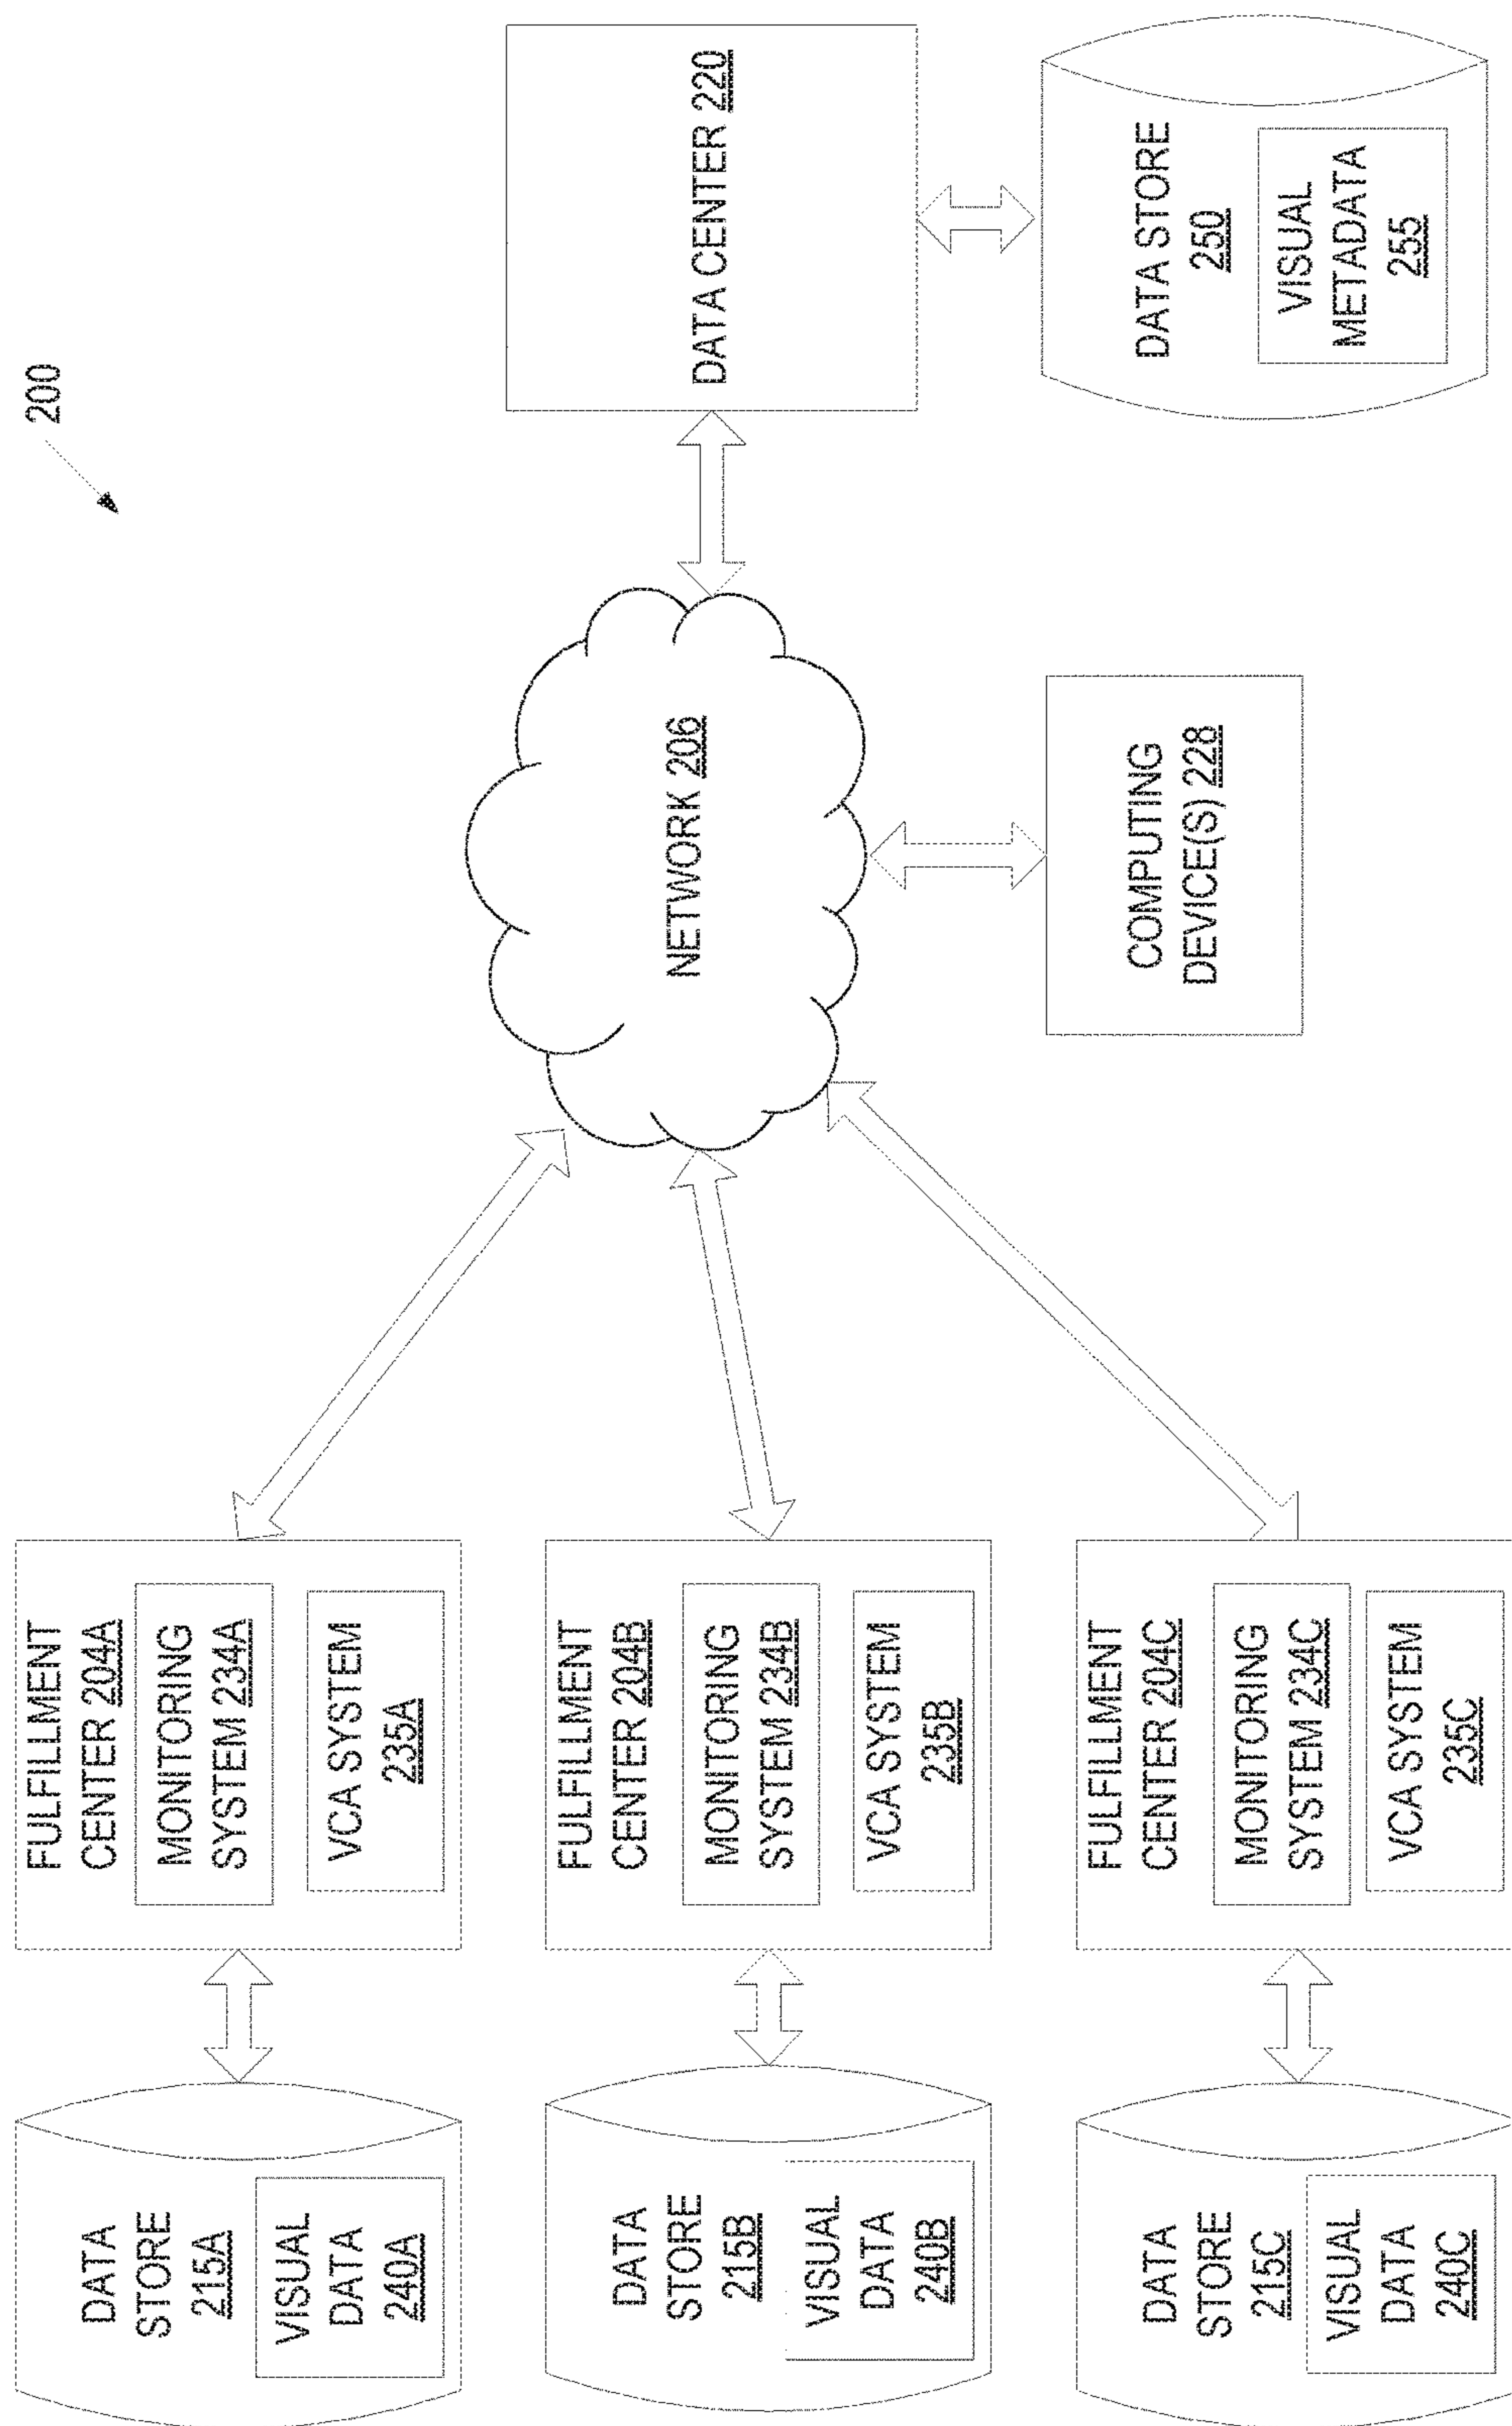 200
DATA
STORE
215A
VISUAL
DATA
240A
FULFILLMENT
CENTER 204A
MONITORING
SYSTEM 234A
VCA SYSTEM
235A
DATA
STORE
215B
VISUAL
DATA
240B
FULFILLMENT
CENTER 204B
MONITORING
SYSTEM 234B
VCA SYSTEM
235B
DATA
STORE
215C
VISUAL
DATA
240C
FULFILLMENT
CENTER 204C
MONITORING
SYSTEM 234C
VCA SYSTEM
235C
NETWORK 206
COMPUTING
DEVICE(S) 228
DATA CENTER 220
DATA STORE
250
VISUAL
METADATA
255